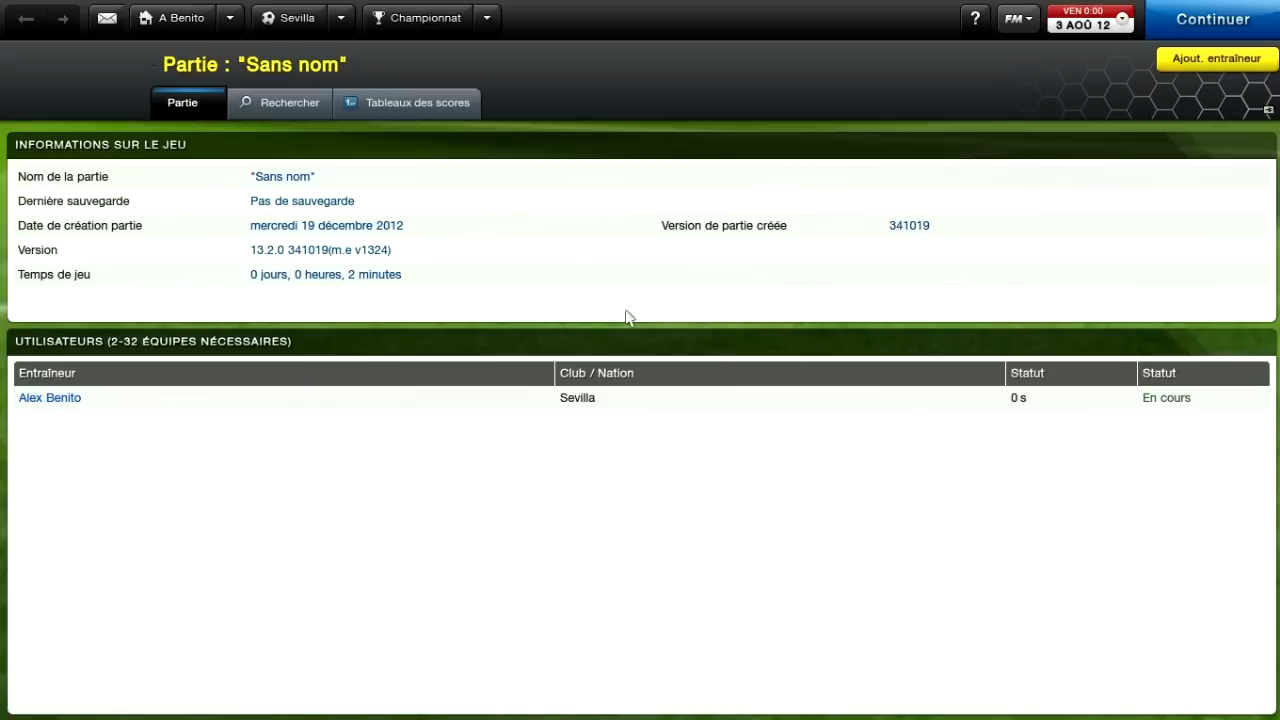 A Benito
Sevilla
Championnat
?
FM
VEN 0:00
3 AOÛ 12
Continuer
Partie : "Sans nom"
Ajout. entraîneur
Partie
Rechercher
1ST
Tableaux des scores
INFORMATIONS SUR LE JEU
Nom de la partie "Sans nom"
Dernière sauvegarde Pas de sauvegarde
Date de création partie mercredi 19 décembre 2012 Version de partie créée 341019
Version 13.2.0 341019(m.e v1324)
Temps de jeu 0 jours, 0 heures, 2 minutes
UTILISATEURS (2-32 ÉQUIPES NÉCESSAIRES)
Entraîneur Club / Nation Statut Statut
Alex Benito Sevilla 0 s En cours